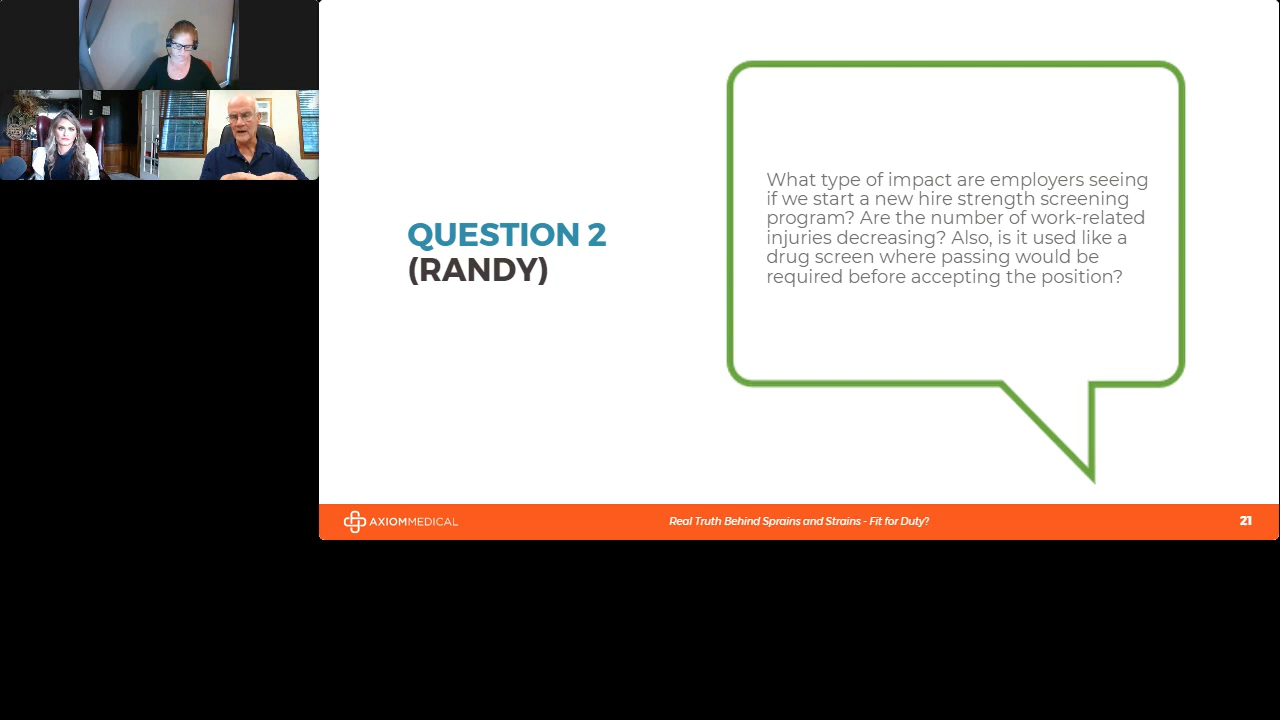 QUESTION 2
(RANDY)
What type of impact are employers seeing
if we start a new hire strength screening
program? Are the number of work-related
injuries decreasing? Also, is it used like a
drug screen where passing would be
required before accepting the position?
AXIOMMEDICAL
Real Truth Behind Sprains and Strains - Fit for Duty?
21